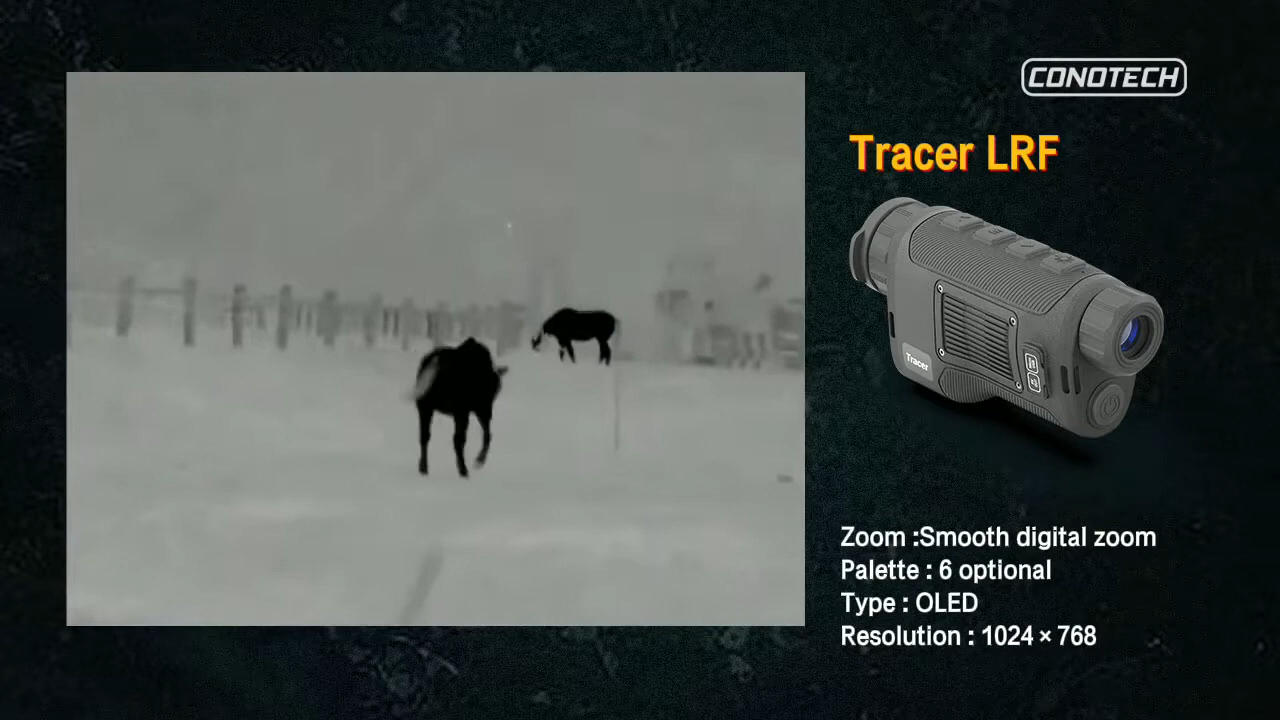 CONOTECH
Tracer LRF
Tracer
Zoom :Smooth digital zoom
Palette : 6 optional
Type : OLED
Resolution : 1024 × 768